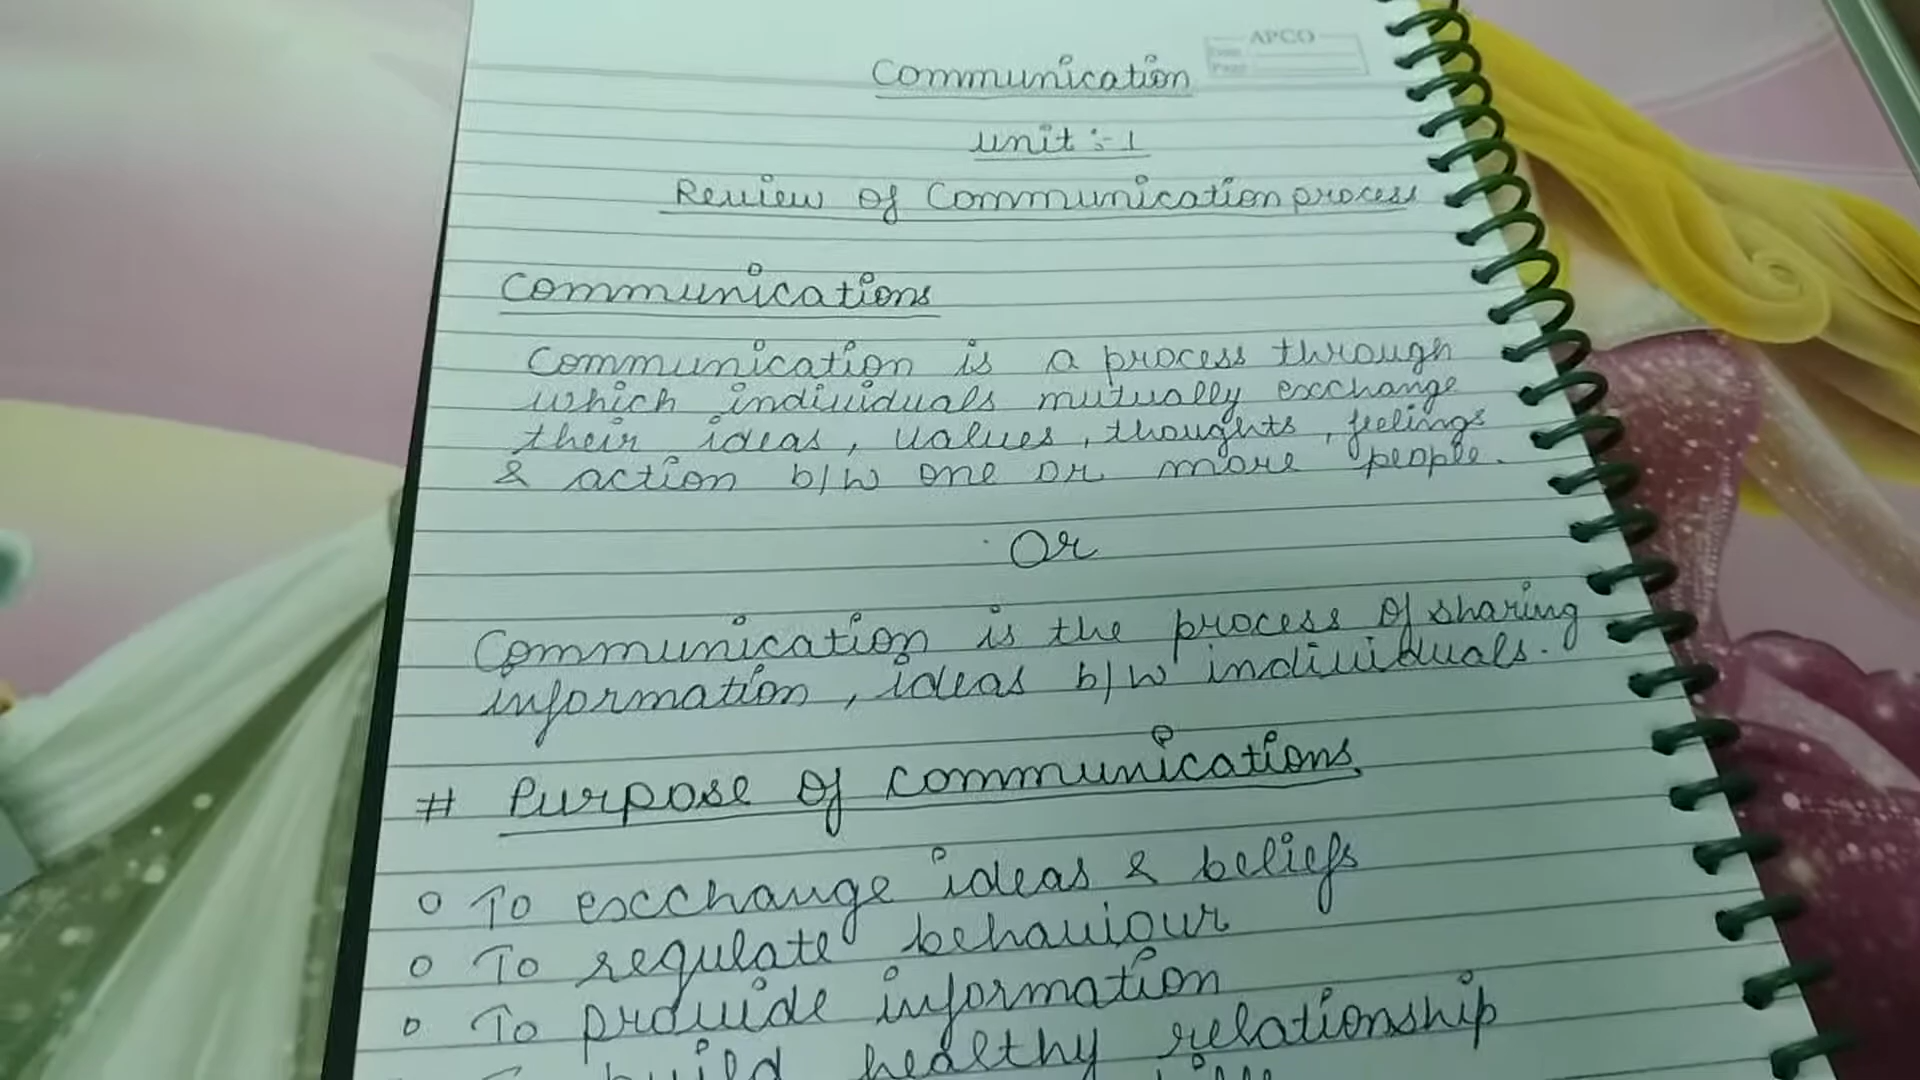 APCO
Communication
unit :- 1
Review of Communication process
Communications
Communication is a process through
which individuals mutually exchange
their ideas, values, thoughts, feelings
& action b/w one or more people.
Or
Communication is the process of sharing
information, ideas b/w individuals.
# Purpose of communications
o To exchange ideas & beliefs
o To regulate behaviour
o To provide information
build healthy relationship